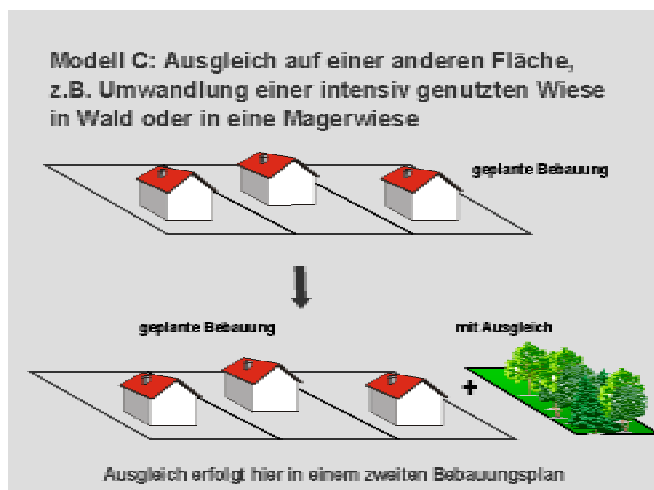 Modell C: Ausgleich auf einer anderen Fläche,
z.B. Umwandlung einer intensiv genutzten Wiese
in Wald oder in eine Magerwiese
geplante Bebauung
geplante Bebauung
mit Ausgleich
+
Ausgleich erfolgt hier in einem zweiten Bebauungsplan